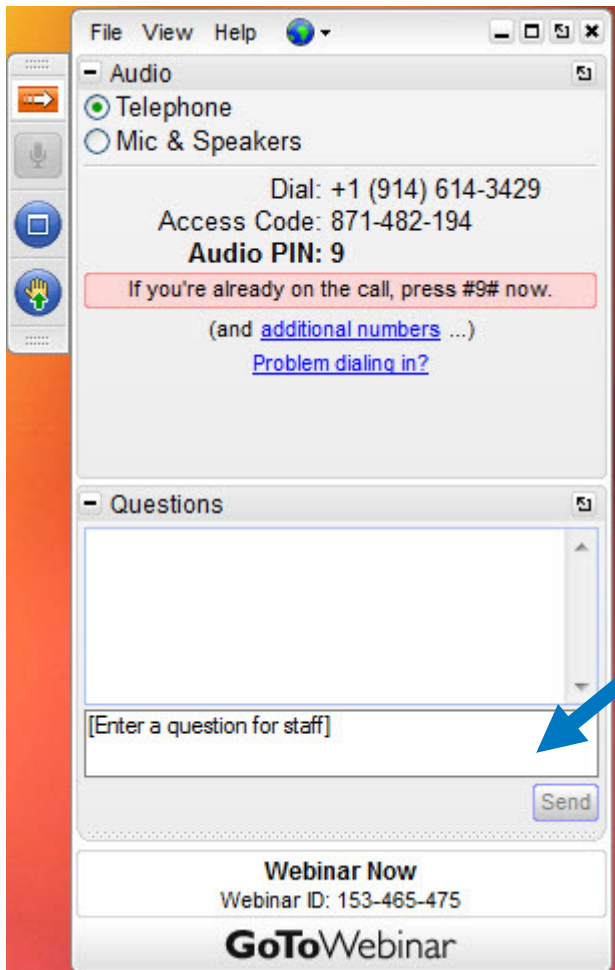 File View Help
Audio
Telephone
Mic & Speakers
Dial: +1 (914) 614-3429
Access Code: 871-482-194
Audio PIN: 9
If you're already on the call, press #9# now.
(and additional numbers ...)
Problem dialing in?
Questions
[Enter a question for staff]
Send
Webinar Now
Webinar ID: 153-465-475
GoToWebinar